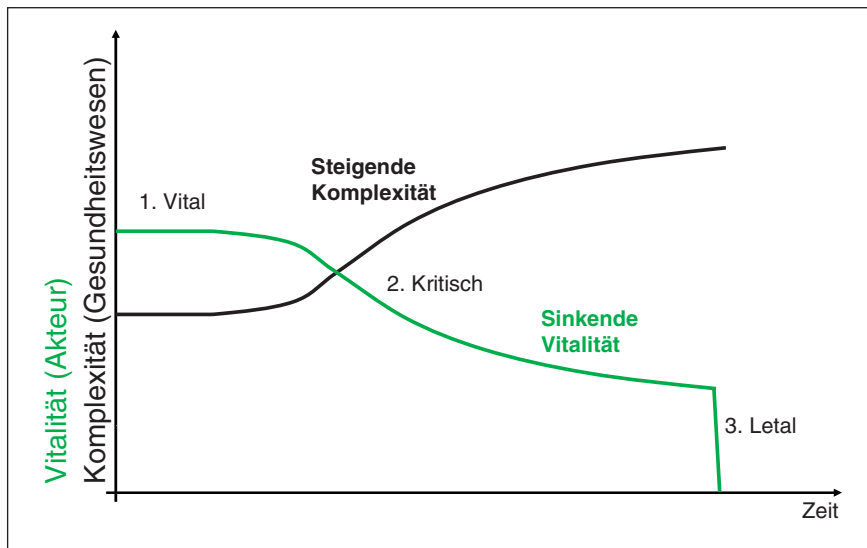 Vitalität (Akteur)
Komplexität (Gesundheitswesen)
1. Vital
Steigende
Komplexität
2. Kritisch
Sinkende
Vitalität
3. Letal
Zeit